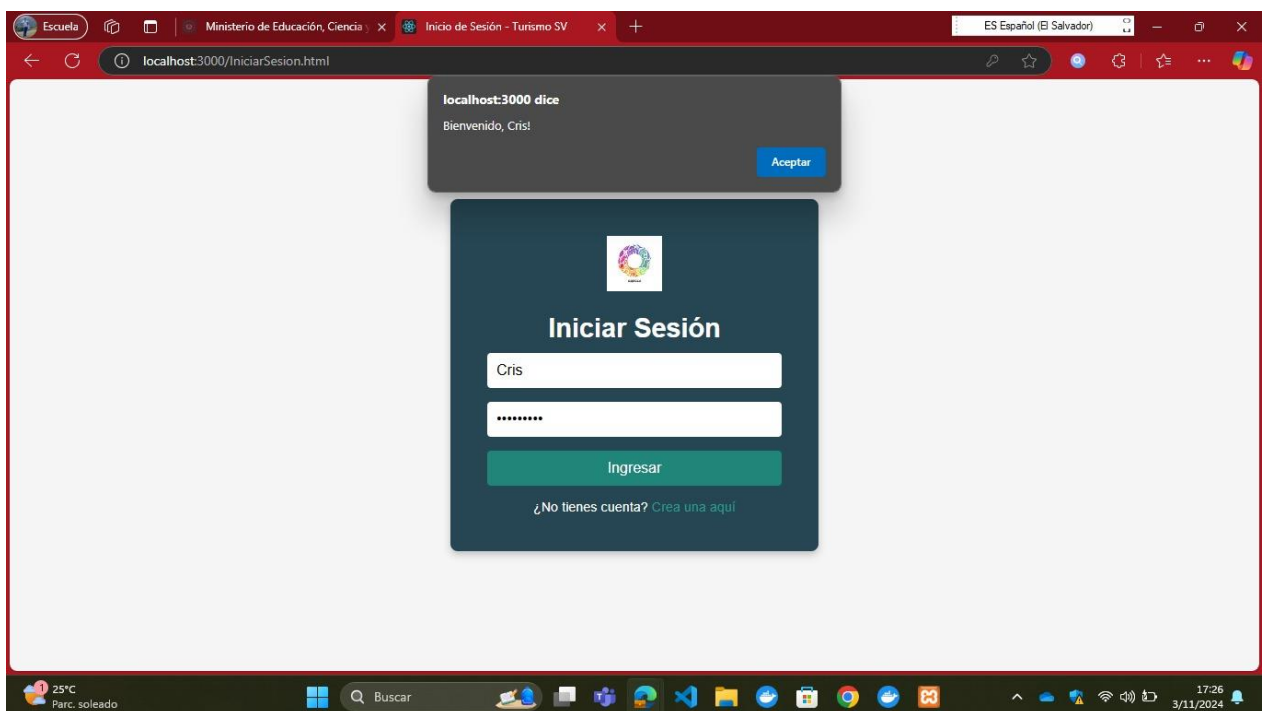 Escuela
Ministerio de Educación, Ciencia y
Inicio de Sesión - Turismo SV
ES Español (El Salvador)
localhost:3000/IniciarSesion.html
localhost:3000 dice
Bienvenido, Cris!
Aceptar
Iniciar Sesión
Cris
•••••••••
Ingresar
¿No tienes cuenta? Crea una aquí
1
25°C
Parc. soleado
Buscar
17:26
3/11/2024